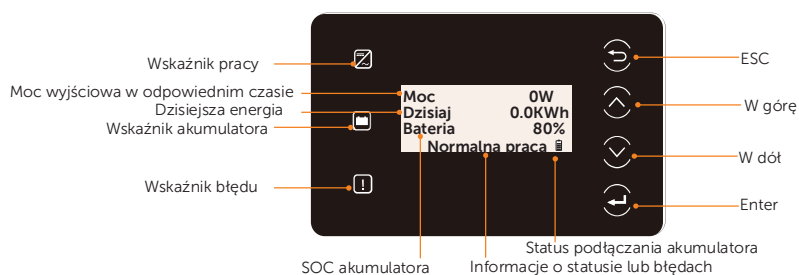 Wskaźnik pracy
Moc wyjściowa w odpowiednim czasie
Dzisiejsza energia
Wskaźnik akumulatora
Wskaźnik błędu
Moc 0W
Dzisiaj 0.0KWh
Bateria 80%
Normalna praca
ESC
W górę
W dół
Enter
Status podłączania akumulatora
SOC akumulatora
Informacje o statusie lub błędach